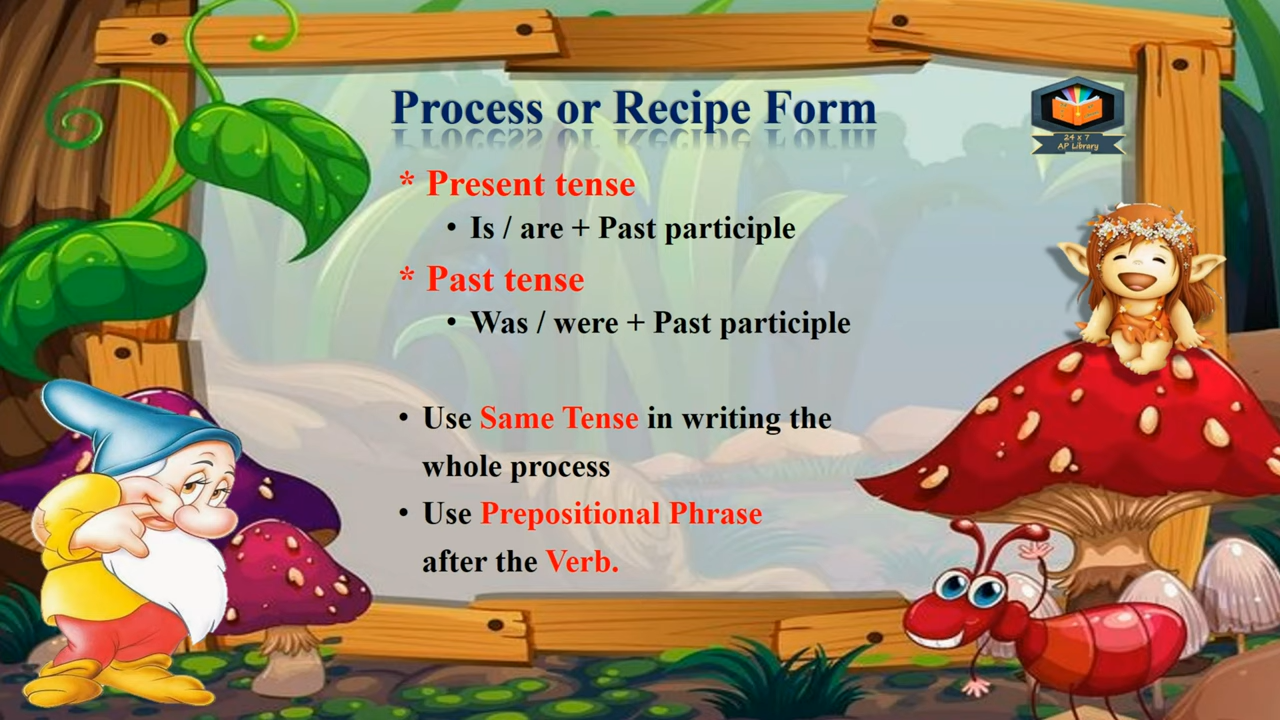 Process or Recipe Form
24 x 7
AP Library
* Present tense
• Is / are + Past participle
* Past tense
• Was / were + Past participle
• Use Same Tense in writing the
whole process
• Use Prepositional Phrase
after the Verb.